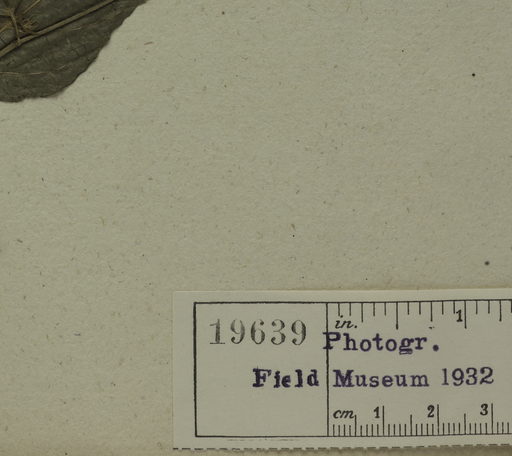 19639 in. 1
Photogr.
Field Museum 1932
cm 1 2 3